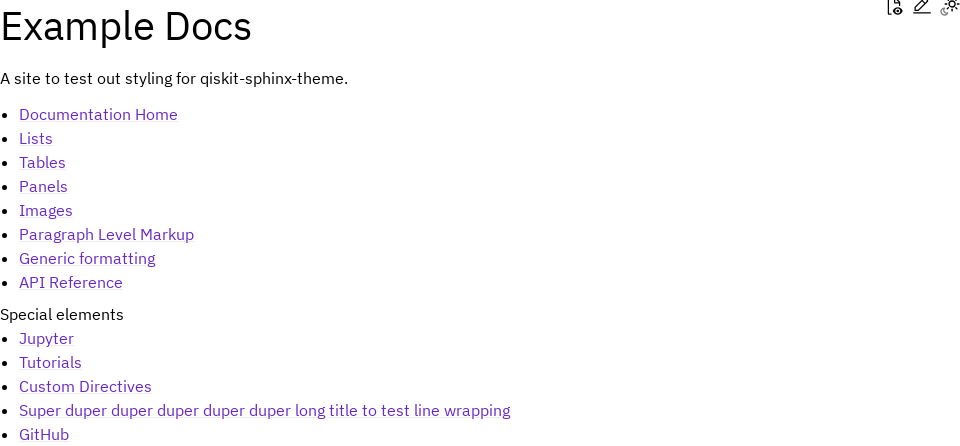 Example Docs
A site to test out styling for qiskit-sphinx-theme.
Documentation Home
Lists
Tables
Panels
Images
Paragraph Level Markup
Generic formatting
API Reference
Special elements
Jupyter
Tutorials
Custom Directives
Super duper duper duper duper duper long title to test line wrapping
GitHub